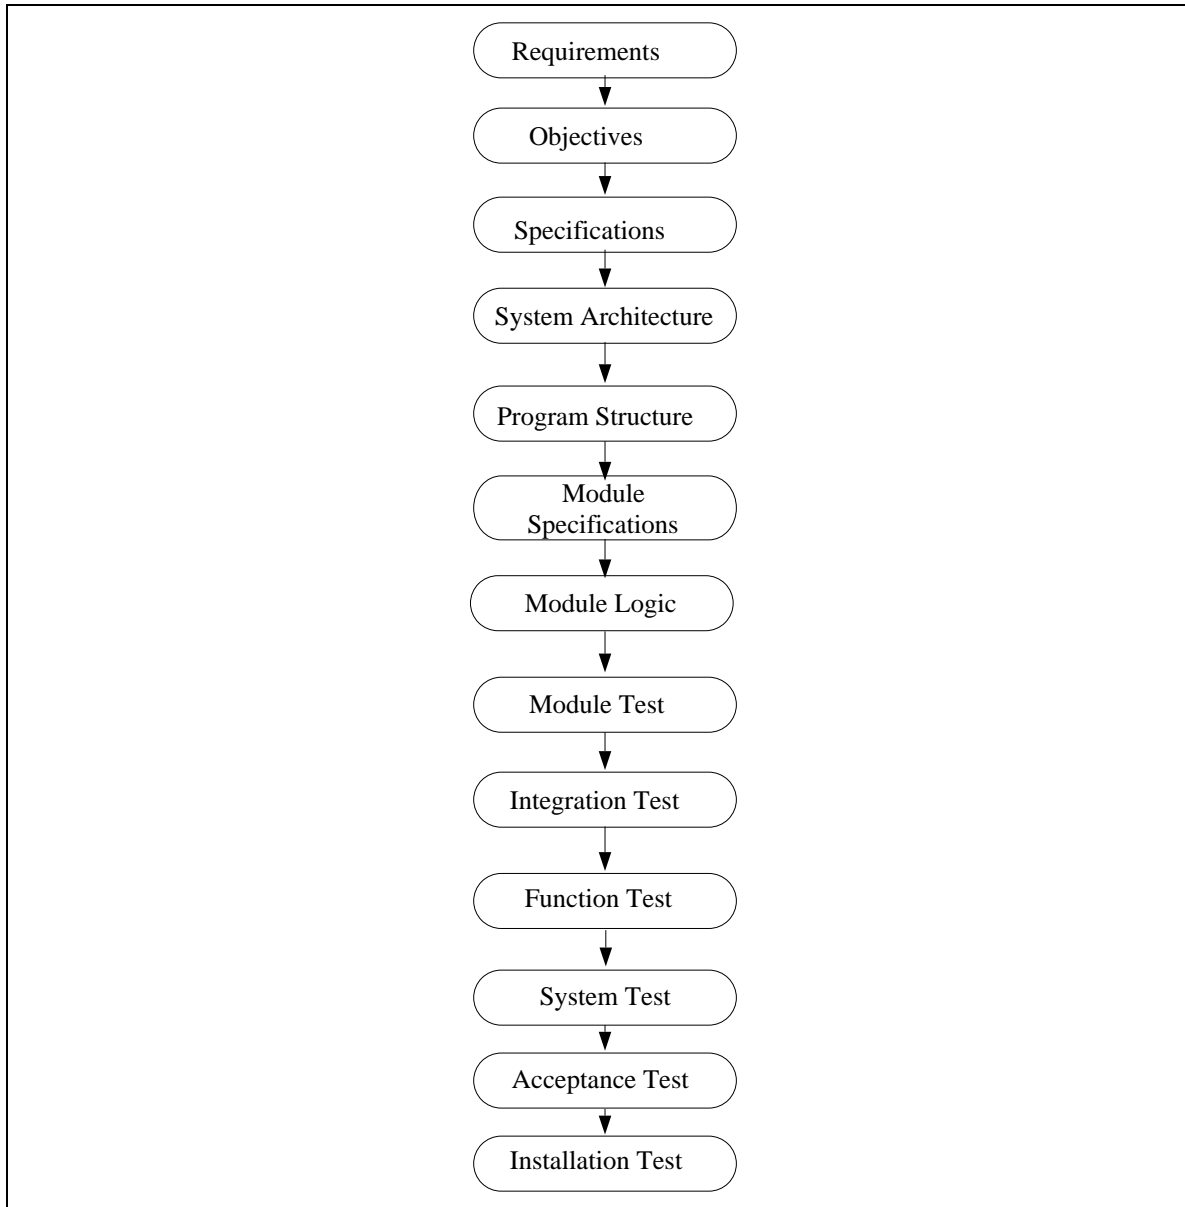 Requirements
Objectives
Specifications
System Architecture
Program Structure
Module
Specifications
Module Logic
Module Test
Integration Test
Function Test
System Test
Acceptance Test
Installation Test